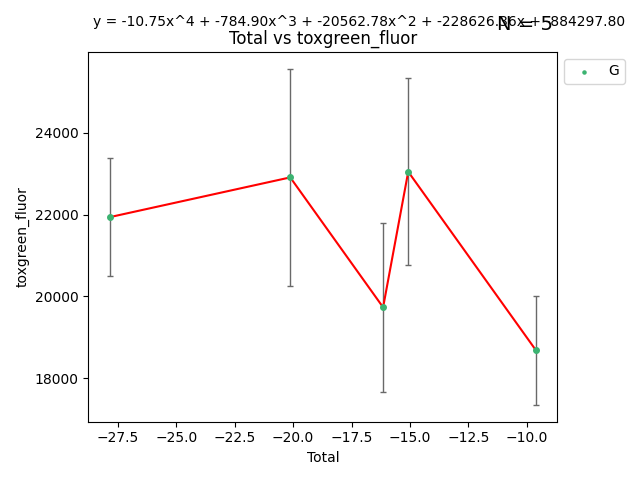 y = -10.75x^4 + -784.90x^3 + -20562.78x^2 + -228626.36x + -884297.80
N = 5
Total vs toxgreen_fluor
G
24000
22000
20000
18000
toxgreen_fluor
−27.5 −25.0 −22.5 −20.0 −17.5 −15.0 −12.5 −10.0
Total